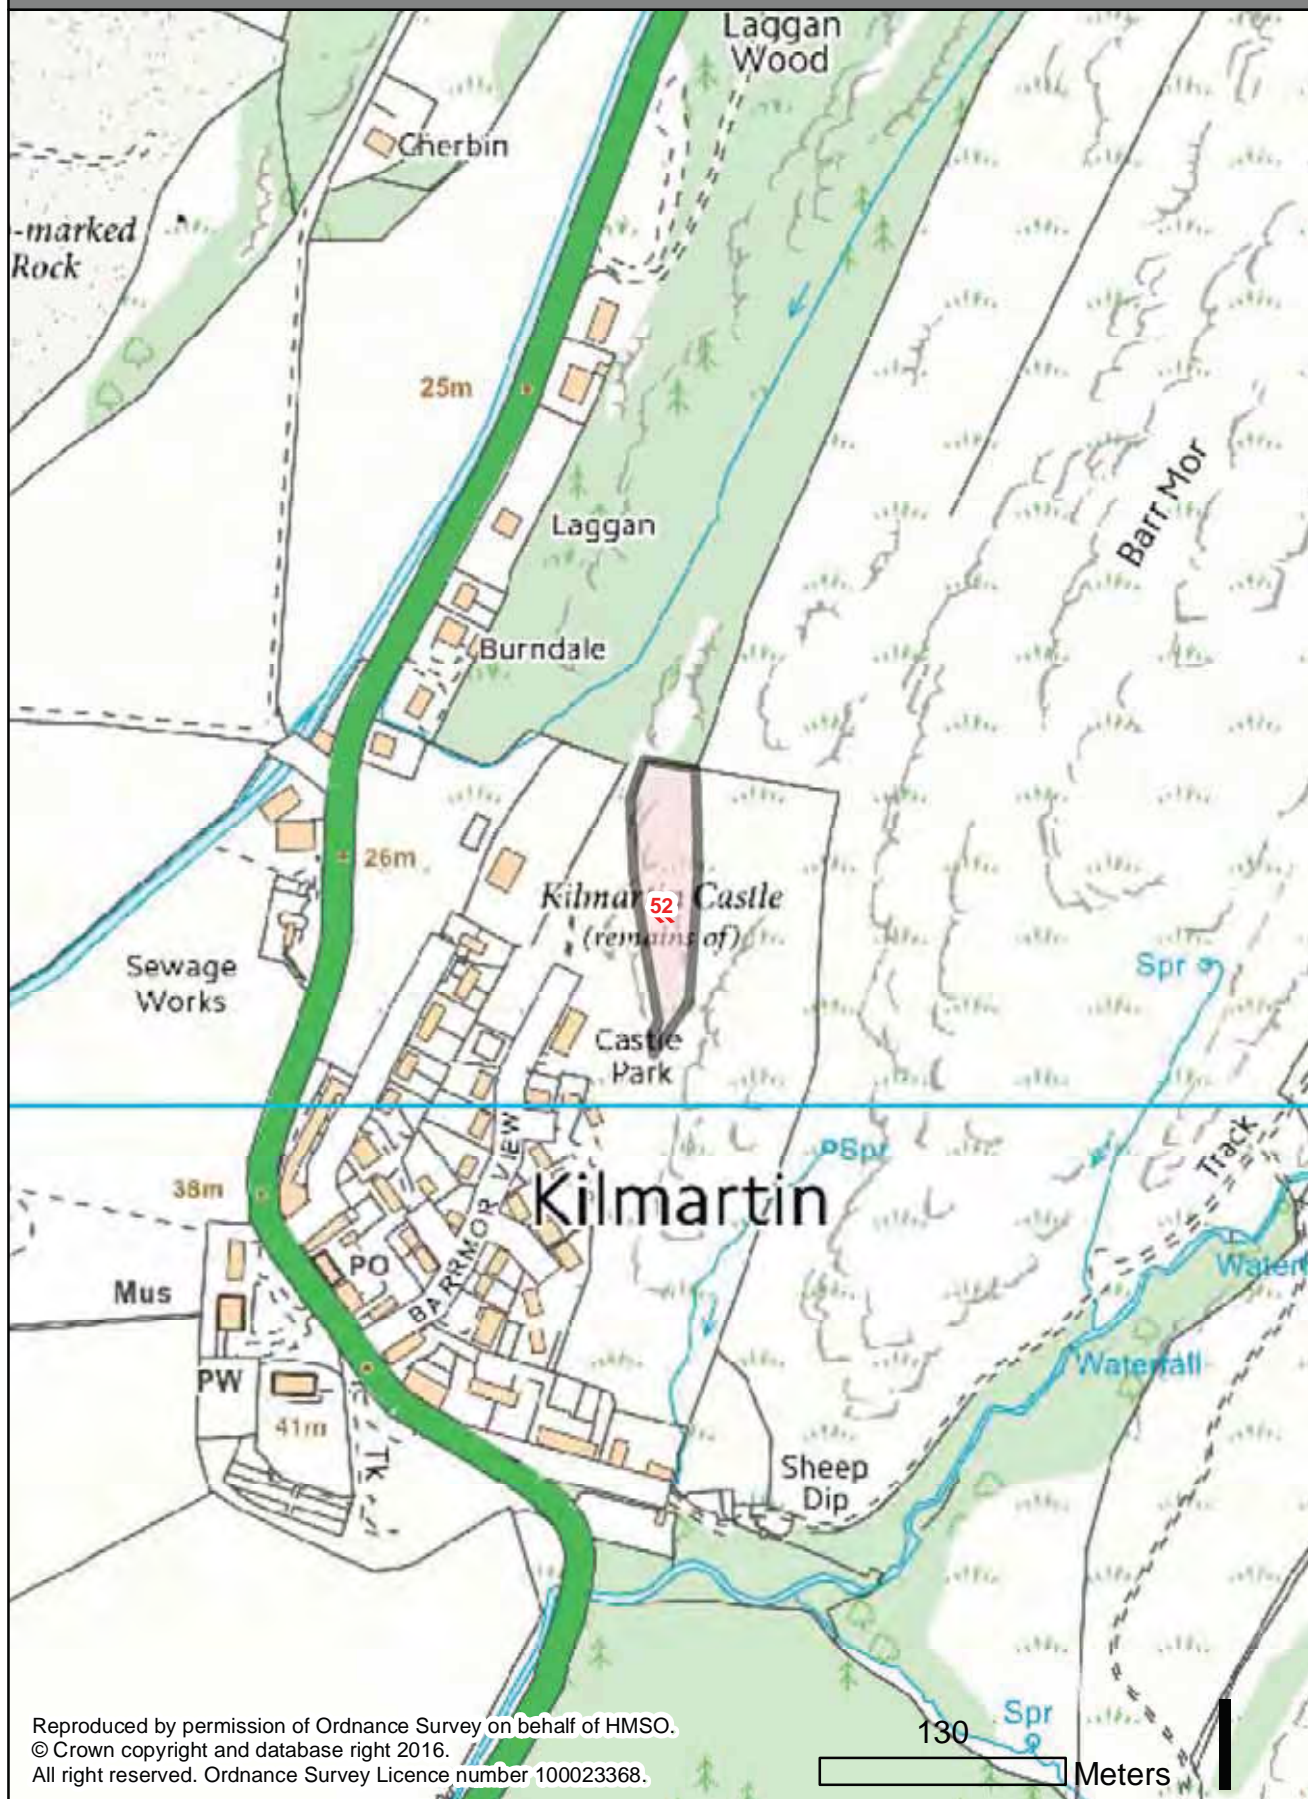 Laggan
Wood
Cherbin
-marked
Rock
25m
Barr Mor
Laggan
Burndale
26m
Kilmartin Castle
(remains of)
52
Sewage
Works
Spr
Castle
Park
Track
Spr
38m
Kilmartin
BARRMOR VIEW
PO
Mus
Water
Waterfall
PW
41m
Tk
Sheep
Dip
Spr
Reproduced by permission of Ordnance Survey on behalf of HMSO.
© Crown copyright and database right 2016.
All right reserved. Ordnance Survey Licence number 100023368.
130
Meters